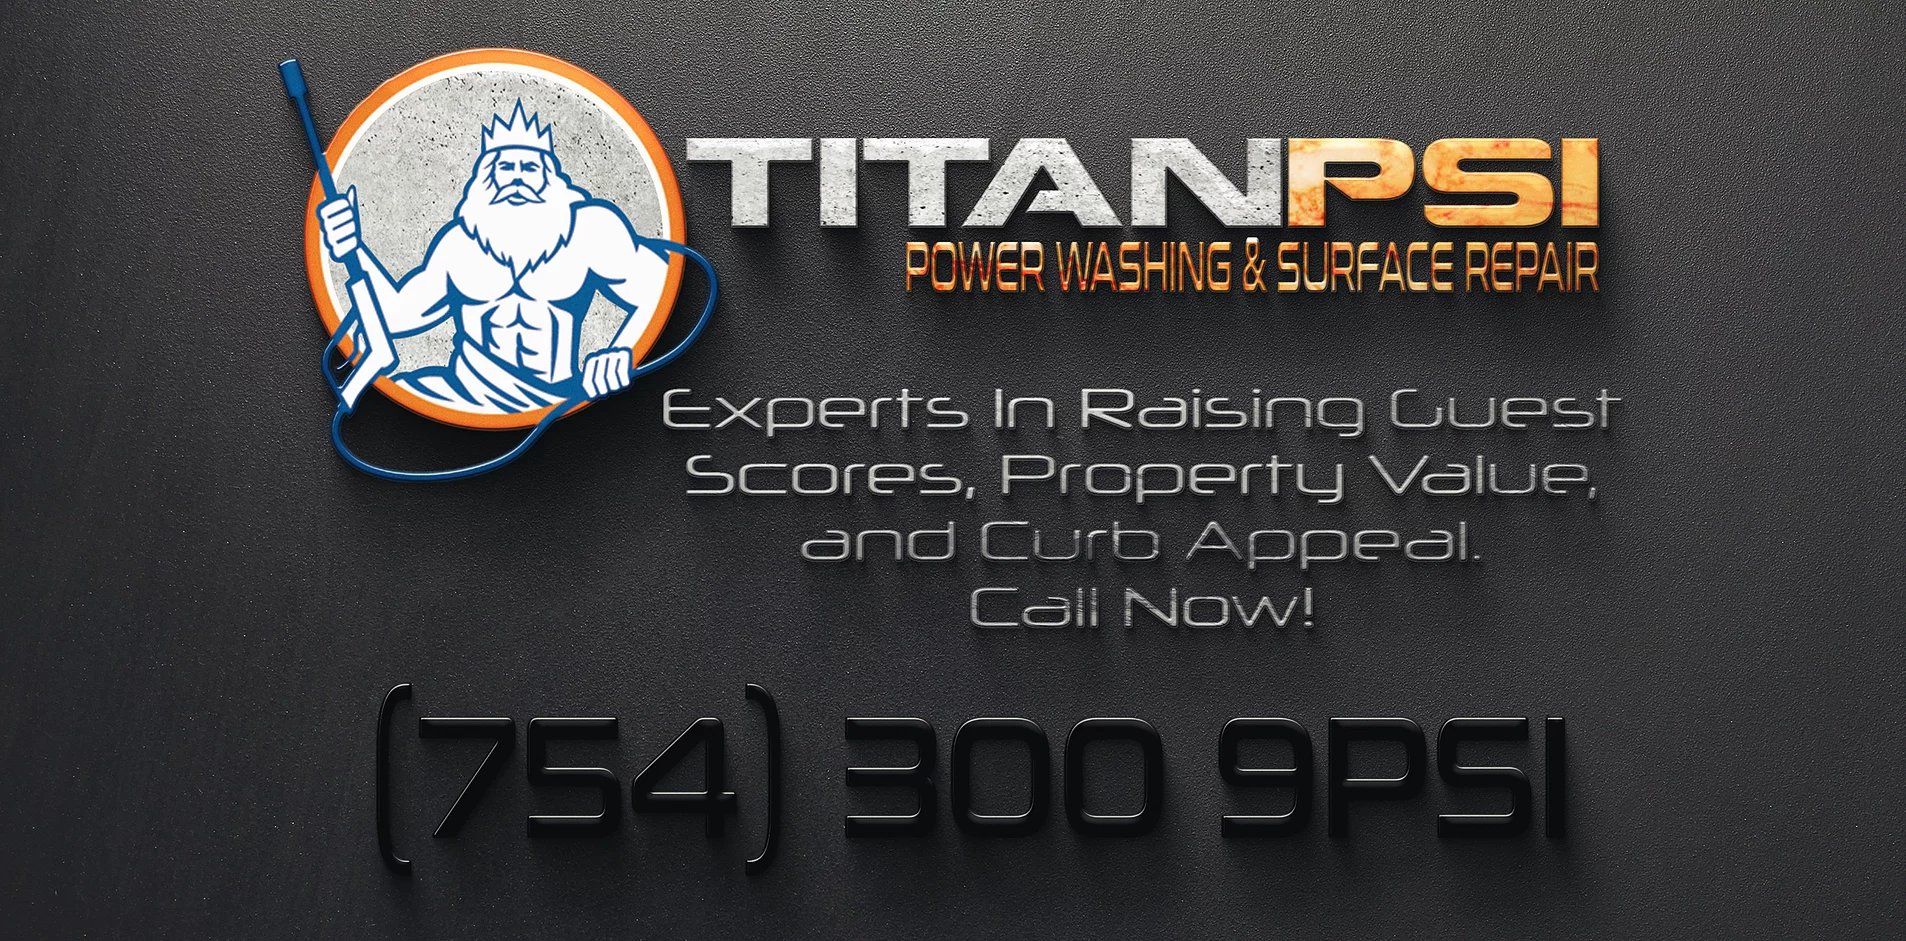 TITANPSI
POWER WASHING & SURFACE REPAIR
Experts In Raising Guest
Scores, Property Value,
and Curb Appeal.
Call Now!
(754) 300 9PSI